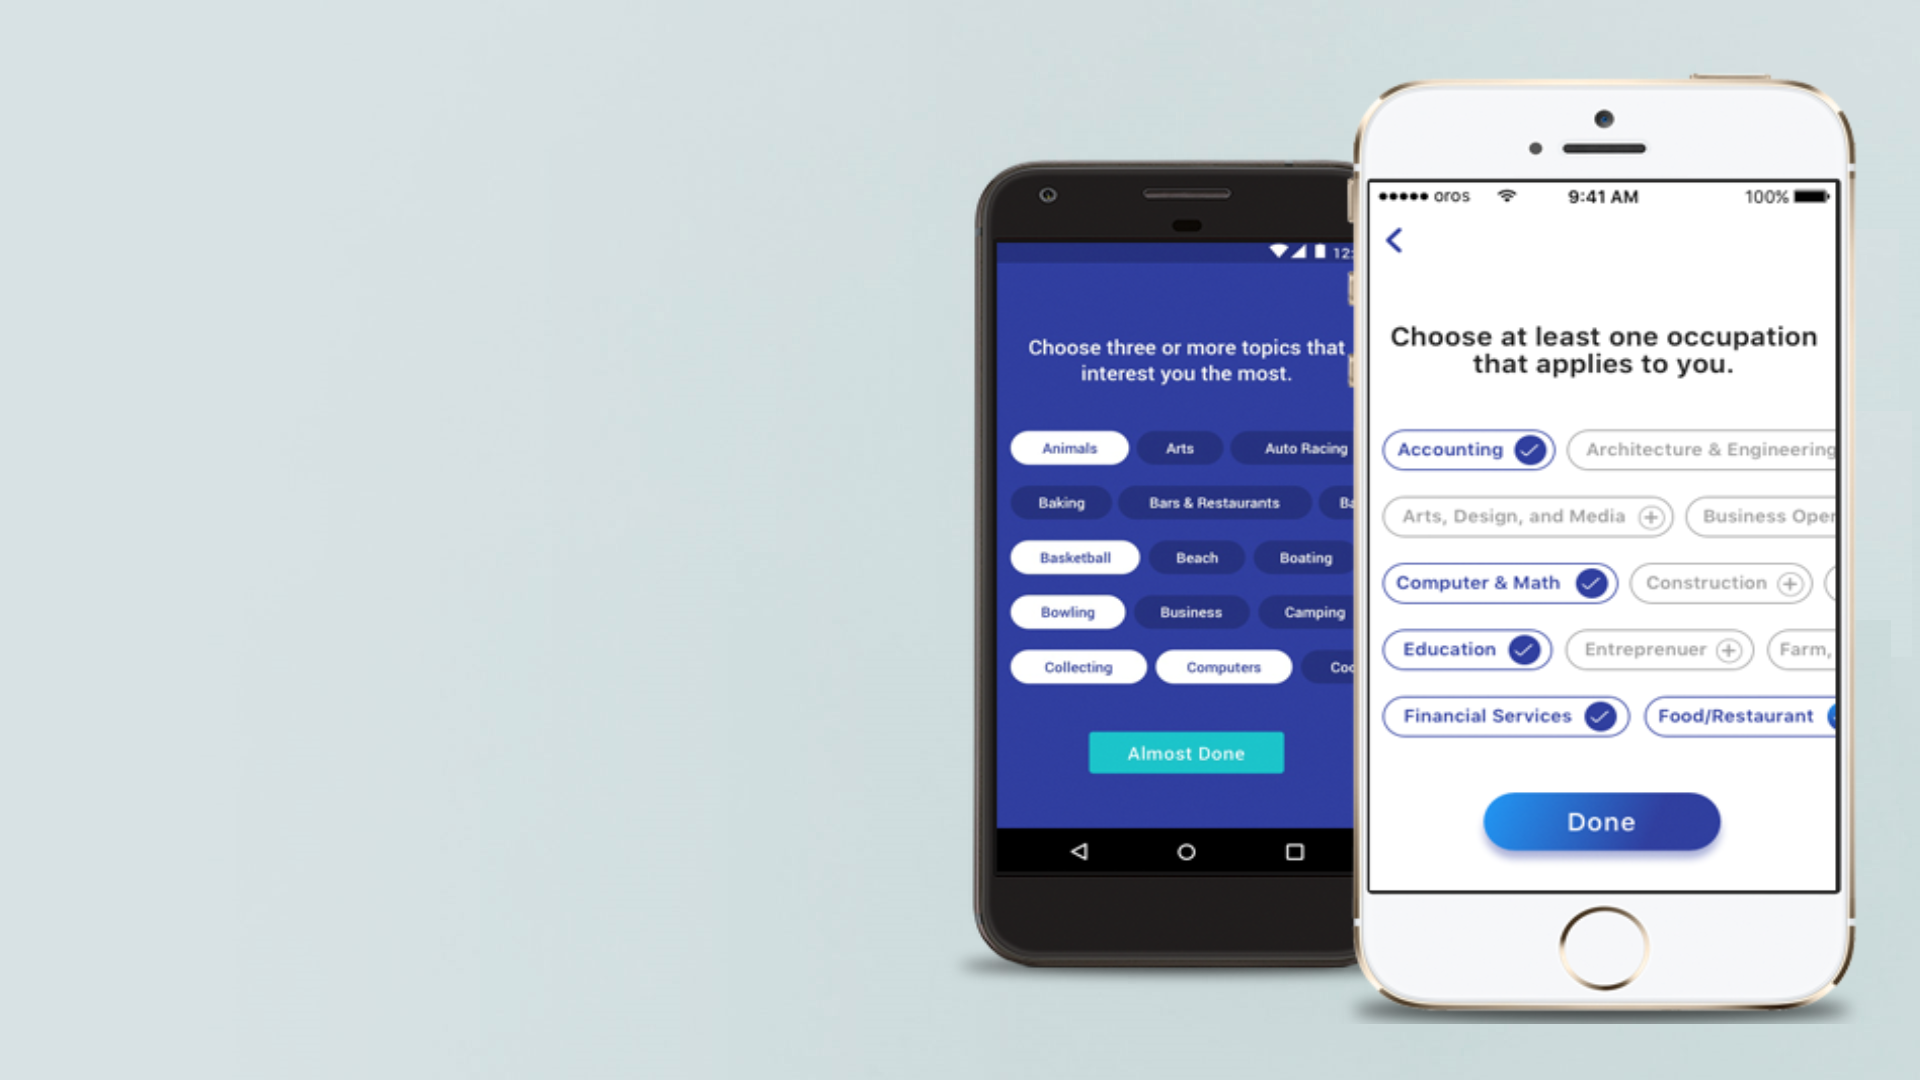 12:
Choose three or more topics that
interest you the most.
Animals Arts Auto Racing
Baking Bars & Restaurants Ba
Basketball Beach Boating
Bowling Business Camping
Collecting Computers Coo
Almost Done
oros 9:41 AM 100%
Choose at least one occupation
that applies to you.
Accounting Architecture & Engineering
Arts, Design, and Media Business Oper
Computer & Math Construction
Education Entreprenuer Farm,
Financial Services Food/Restaurant
Done